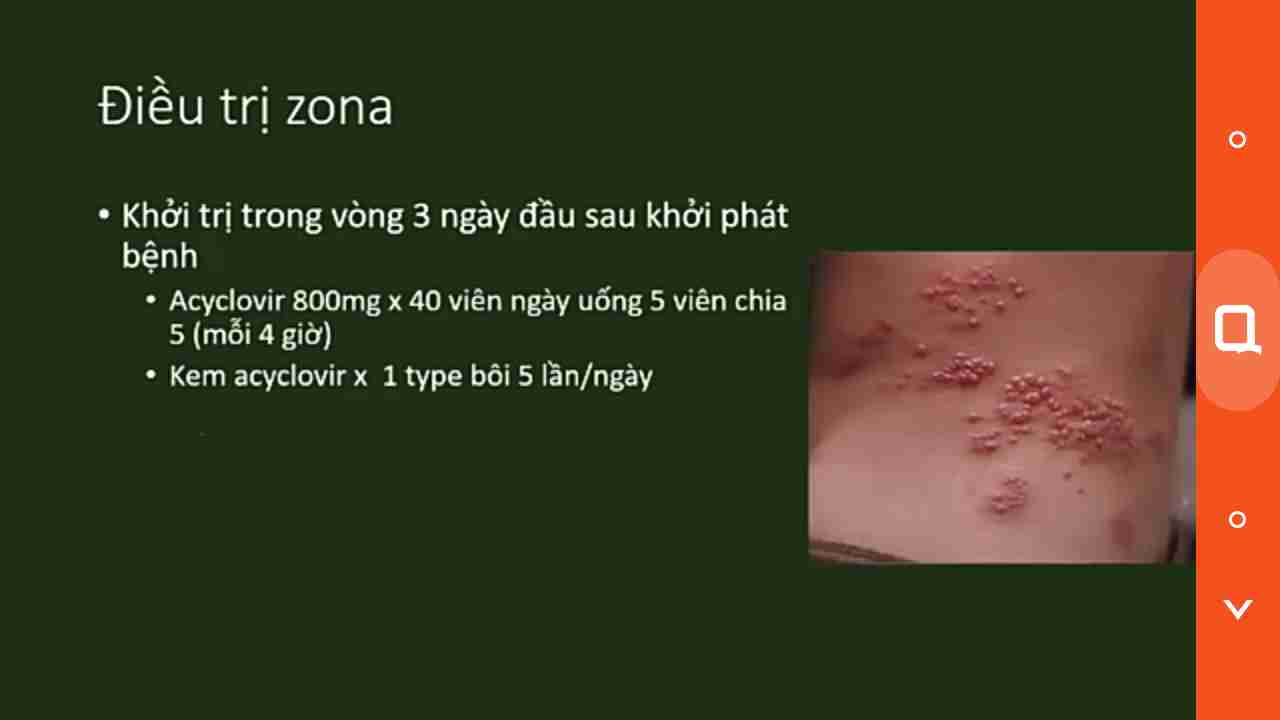 Điều trị zona
• Khởi trị trong vòng 3 ngày đầu sau khởi phát
bệnh
• Acyclovir 800mg x 40 viên ngày uống 5 viên chia
5 (mỗi 4 giờ)
• Kem acyclovir x  1 type bôi 5 lần/ngày